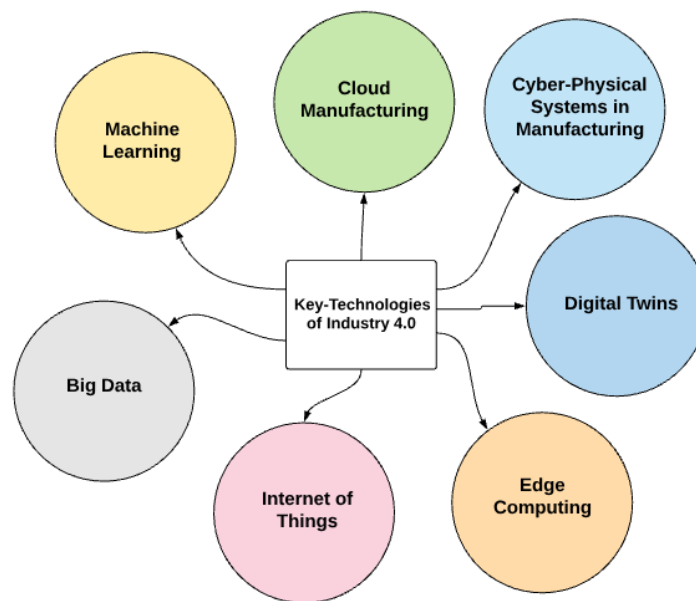 Cloud
Manufacturing
Cyber-Physical
Systems in
Manufacturing
Machine
Learning
Key-Technologies
of Industry 4.0
Digital Twins
Big Data
Internet of
Things
Edge
Computing